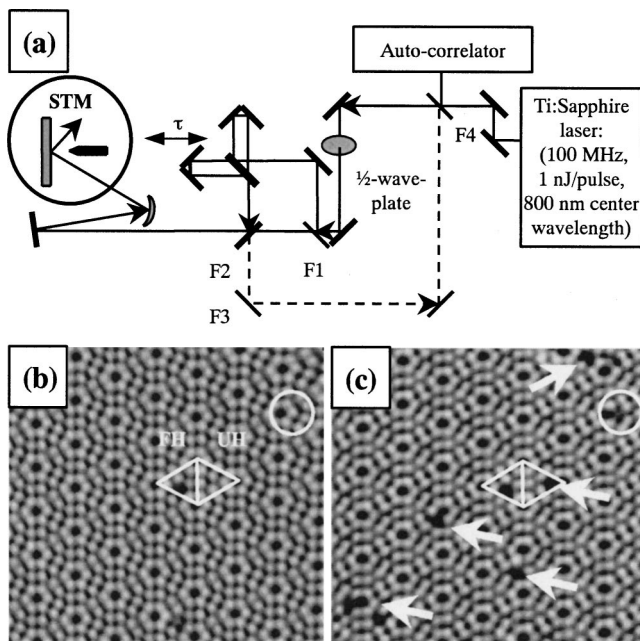 (a)
Auto-correlator
STM
τ
F4
Ti:Sapphire
laser:
(100 MHz,
1 nJ/pulse,
800 nm center
wavelength)
½-wave-
plate
F2
F1
F3
(b)
FH
UH
(c)